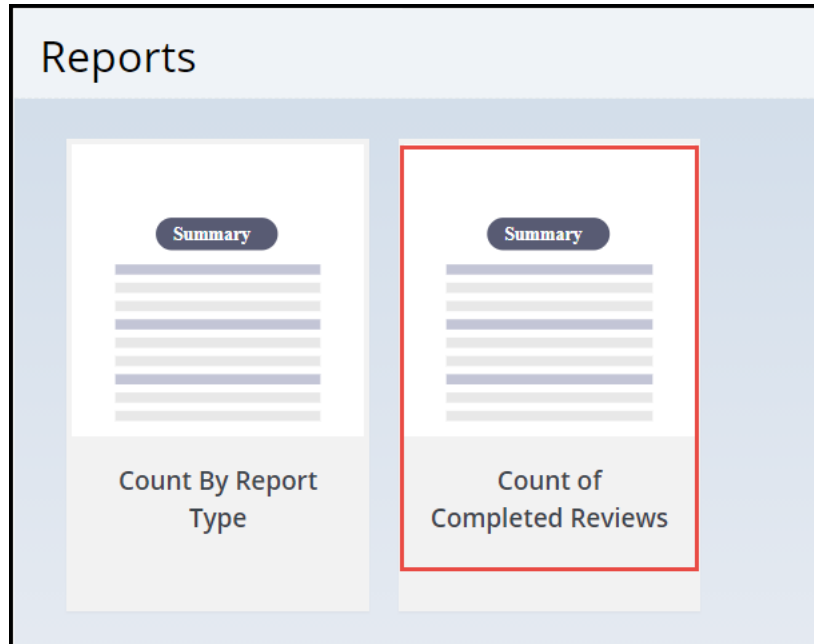 Reports
Summary
Count By Report
Type
Summary
Count of
Completed Reviews